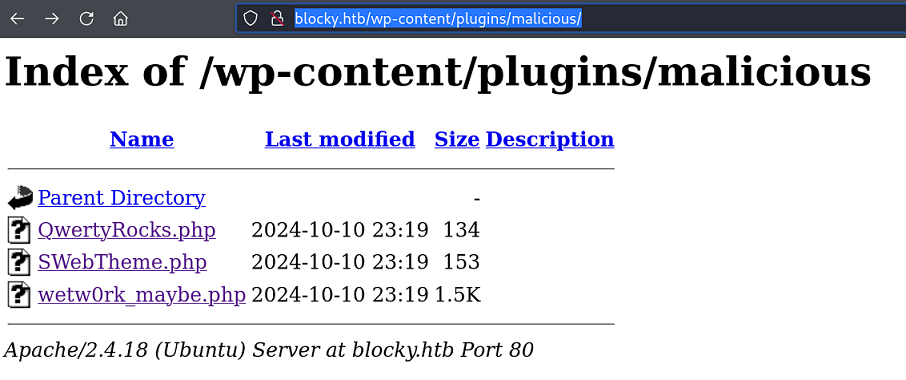 blocky.htb/wp-content/plugins/malicious/
Index of /wp-content/plugins/malicious
Name Last modified Size Description
Parent Directory -
QwertyRocks.php 2024-10-10 23:19 134
SWebTheme.php 2024-10-10 23:19 153
wetw0rk_maybe.php 2024-10-10 23:19 1.5K
Apache/2.4.18 (Ubuntu) Server at blocky.htb Port 80